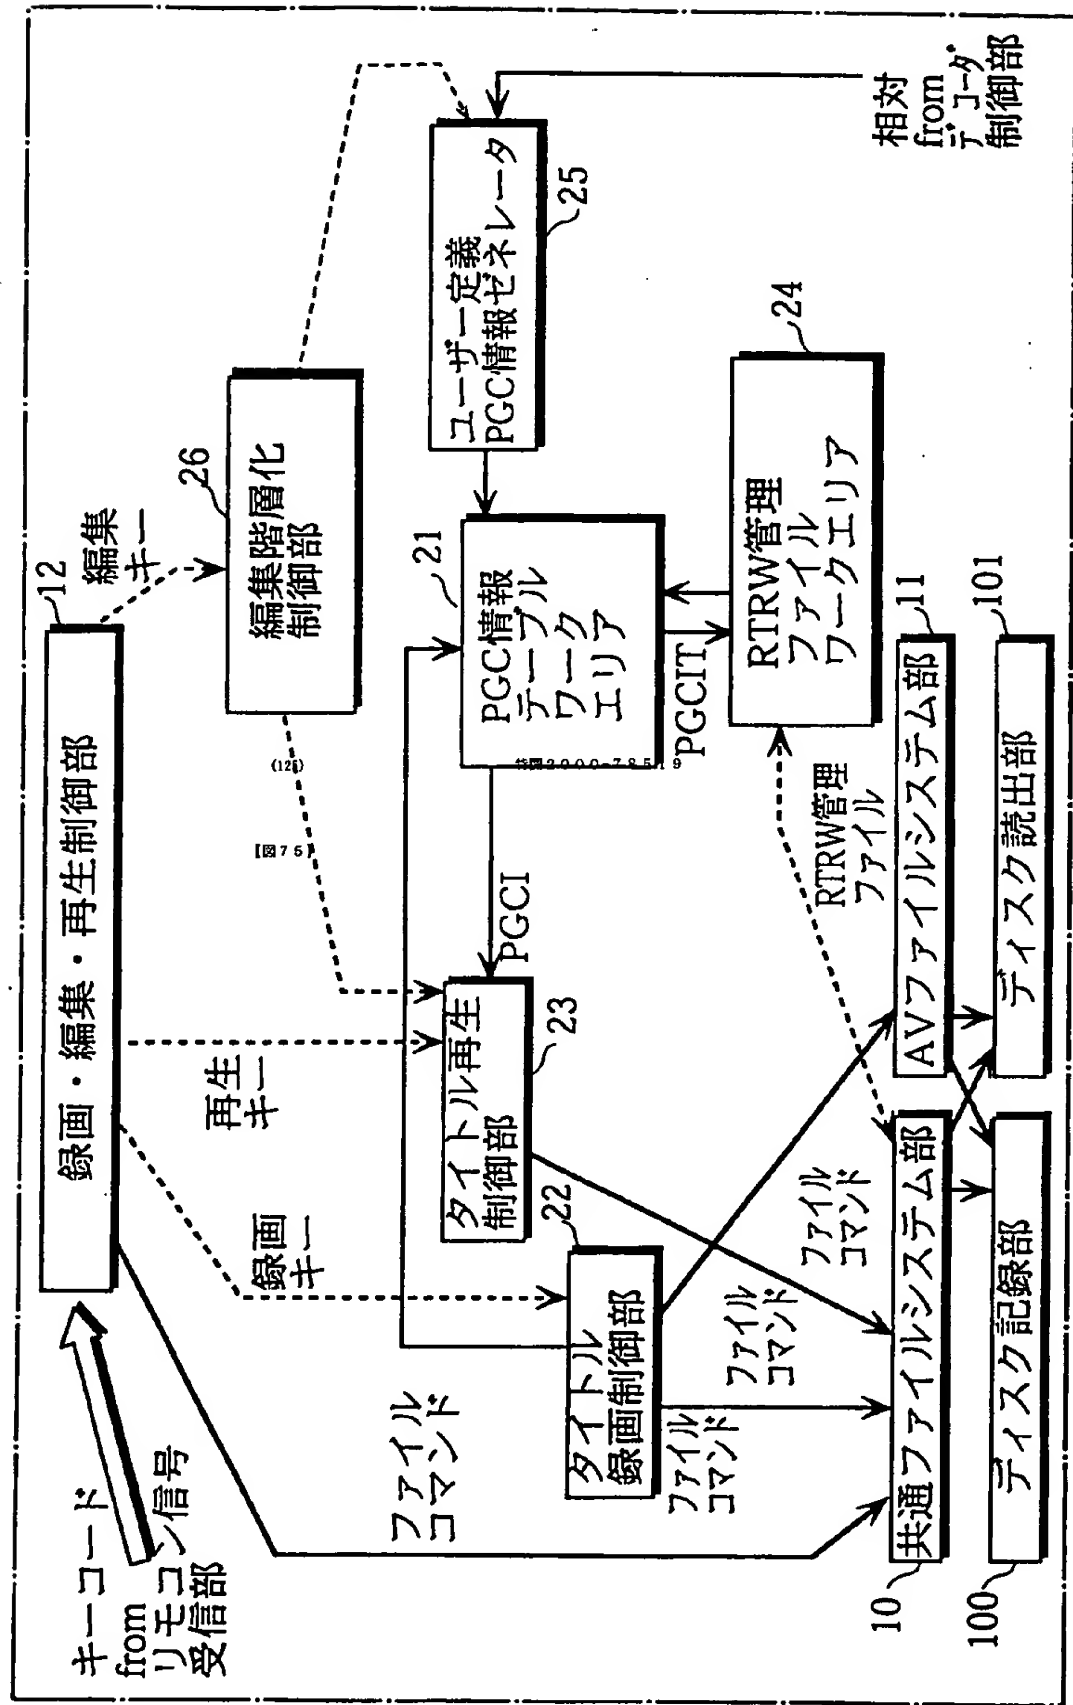 キーコード
from
リモコン信号
受信部
録画・編集・再生制御部
12
編集
キー
26
編集階層化
制御部
再生
キー
録画
キー
ファイル
コマンド
タイトル再生
制御部
23
22
タイトル
録画制御部
PGCI
21
PGC情報
テーブル
ワーク
エリア
ユーザー定義
PGC情報ゼネレータ
25
相対
from
デコーダ
制御部
PGCIT
RTRW管理
ファイル
ワークエリア
24
RTRW管理
ファイル
ファイル
コマンド
ファイル
コマンド
ファイル
コマンド
10
共通ファイルシステム部
AVファイルシステム部
11
100
ディスク記録部
ディスク読出部
101
(125)
特開2000-78519
【図75】